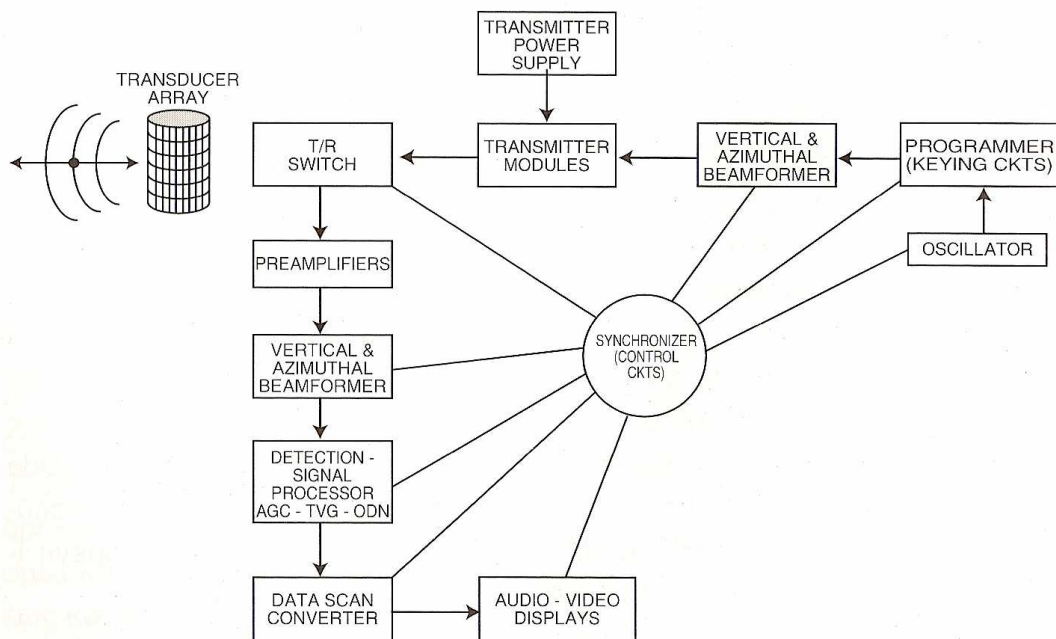 TRANSMITTER
POWER
SUPPLY
TRANSDUCER
ARRAY
T/R
SWITCH
TRANSMITTER
MODULES
VERTICAL &
AZIMUTHAL
BEAMFORMER
PROGRAMMER
(KEYING CKTS)
OSCILLATOR
PREAMPLIFIERS
SYNCHRONIZER
(CONTROL
CKTS)
VERTICAL &
AZIMUTHAL
BEAMFORMER
DETECTION -
SIGNAL
PROCESSOR
AGC - TVG - ODN
DATA SCAN
CONVERTER
AUDIO - VIDEO
DISPLAYS